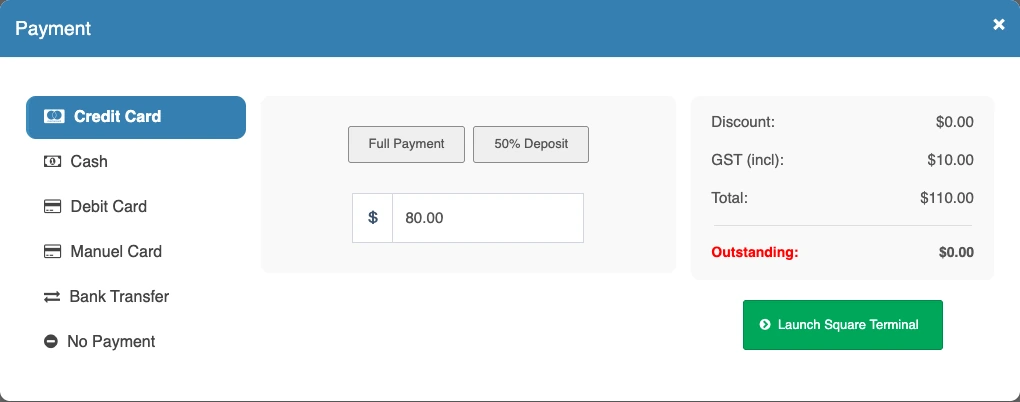 Payment
×
Credit Card
Cash
Debit Card
Manuel Card
Bank Transfer
No Payment
Full Payment
50% Deposit
$ 80.00
Discount: $0.00
GST (incl): $10.00
Total: $110.00
Outstanding: $0.00
Launch Square Terminal